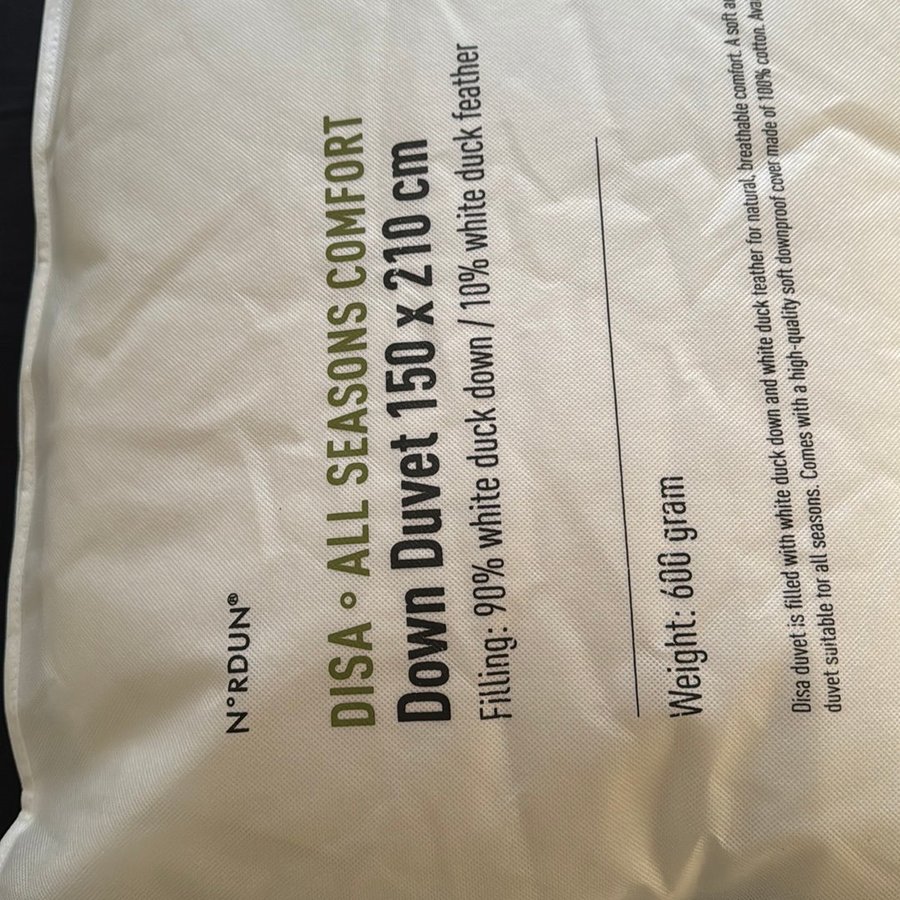 N°RDUN®
DISA ∘ ALL SEASONS COMFORT
Down Duvet 150 x 210 cm
Filling: 90% white duck down / 10% white duck feather
Weight: 600 gram
Disa duvet is filled with white duck down and white duck feather for natural, breathable comfort. A soft
duvet suitable for all seasons. Comes with a high-quality soft downproof cover made of 100% cotton.